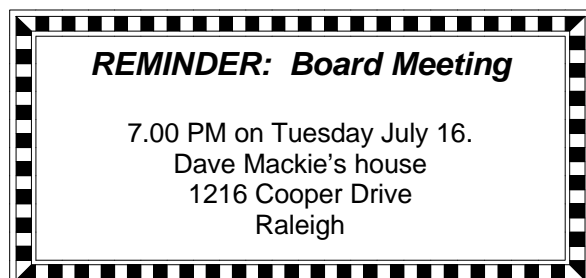 REMINDER: Board Meeting
7.00 PM on Tuesday July 16.
Dave Mackie's house
1216 Cooper Drive
Raleigh